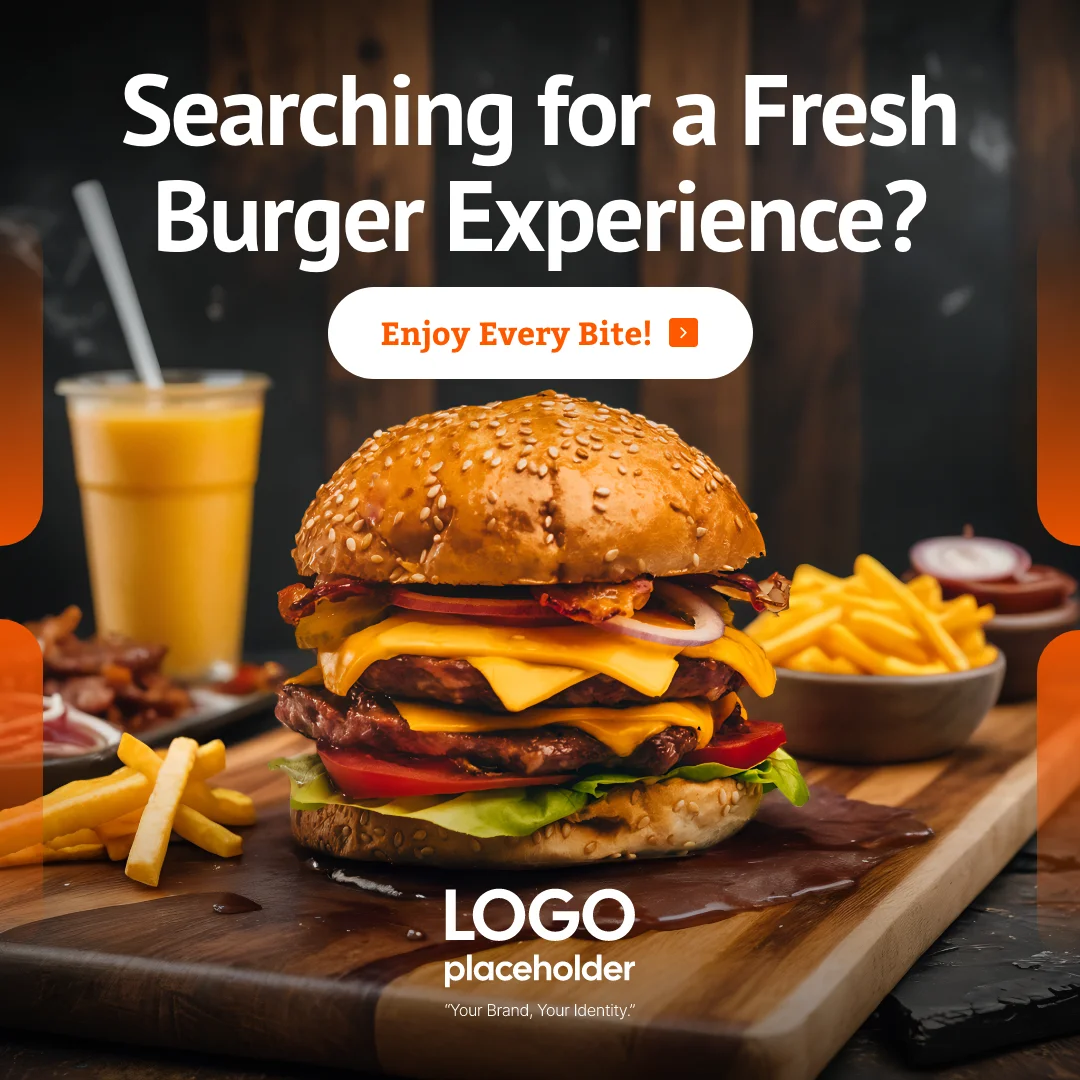 Searching for a Fresh
Burger Experience?
Enjoy Every Bite!
LOGO
placeholder
“Your Brand, Your Identity.”